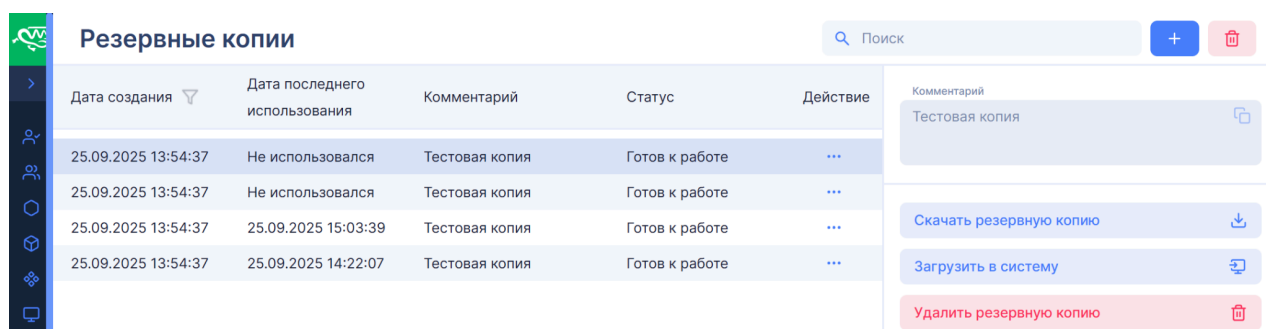 Резервные копии
Поиск
Дата создания
Дата последнего
использования
Комментарий
Статус
Действие
25.09.2025 13:54:37 Не использовался Тестовая копия Готов к работе
25.09.2025 13:54:37 Не использовался Тестовая копия Готов к работе
25.09.2025 13:54:37 25.09.2025 15:03:39 Тестовая копия Готов к работе
25.09.2025 13:54:37 25.09.2025 14:22:07 Тестовая копия Готов к работе
Комментарий
Тестовая копия
Скачать резервную копию
Загрузить в систему
Удалить резервную копию